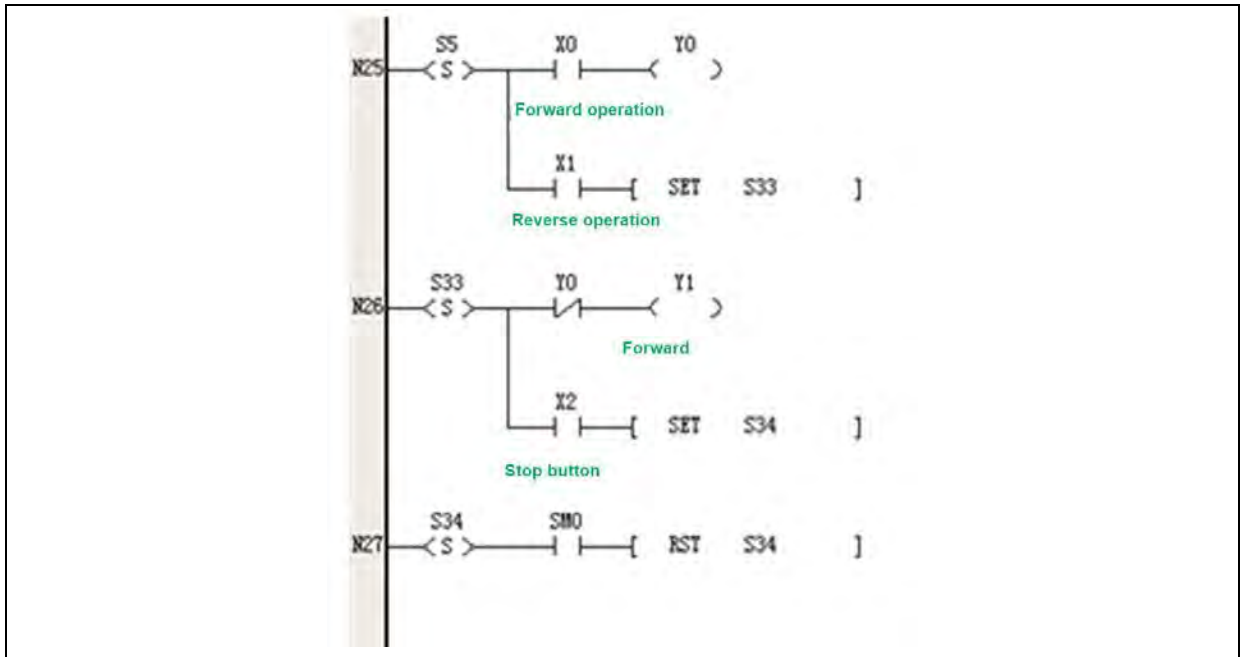 S5 X0 Y0
N25 < S > ( )
Forward operation
X1
[ SET S33 ]
Reverse operation
S33 Y0 Y1
N26 < S > ( )
Forward
X2
[ SET S34 ]
Stop button
S34 SM0
N27 < S > [ RST S34 ]